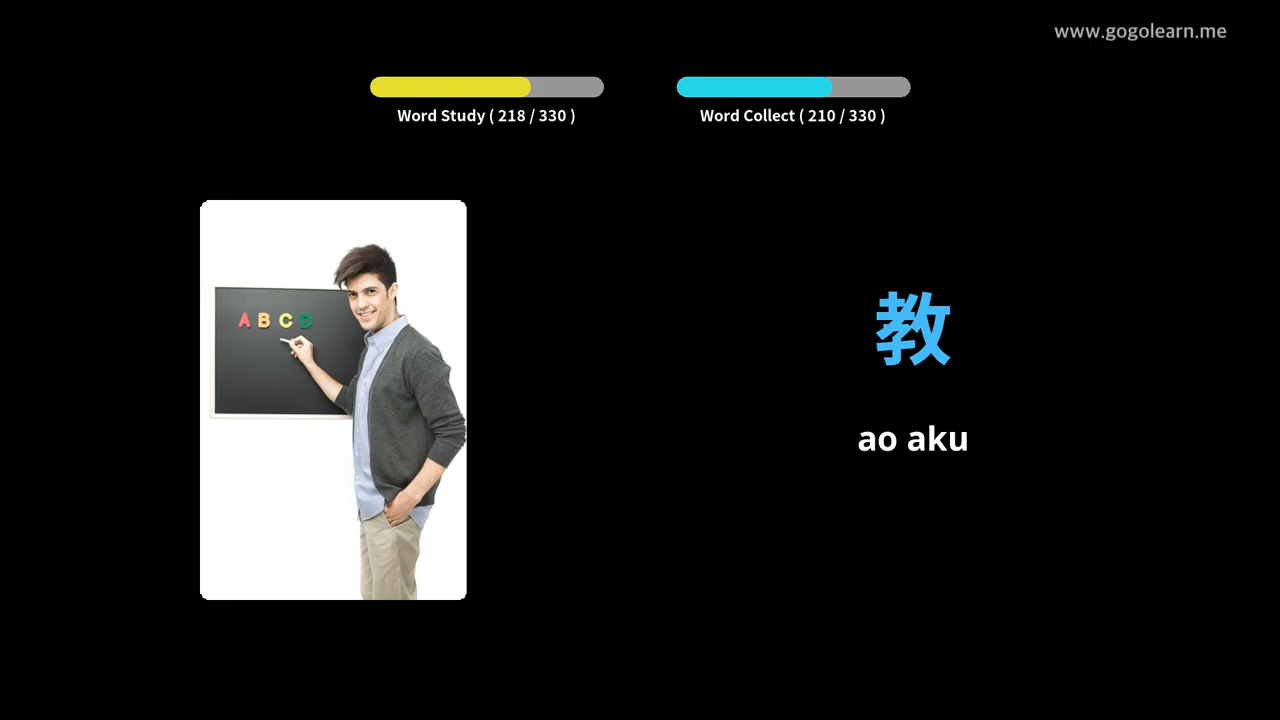 www.gogolearn.me
Word Study ( 218 / 330 )
Word Collect ( 210 / 330 )
A B C D
教
ao aku